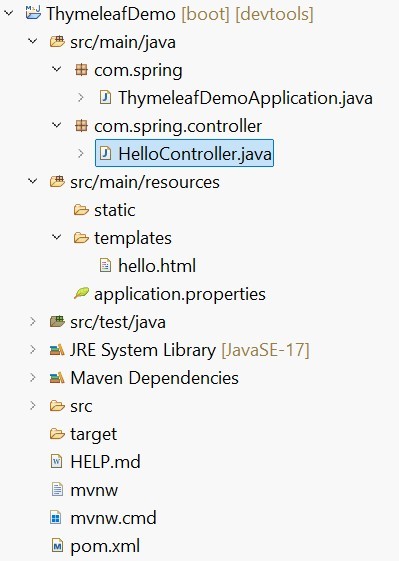 ThymeleafDemo [boot] [devtools]
src/main/java
com.spring
ThymeleafDemoApplication.java
com.spring.controller
HelloController.java
src/main/resources
static
templates
hello.html
application.properties
src/test/java
JRE System Library [JavaSE-17]
Maven Dependencies
src
target
HELP.md
mvnw
mvnw.cmd
pom.xml